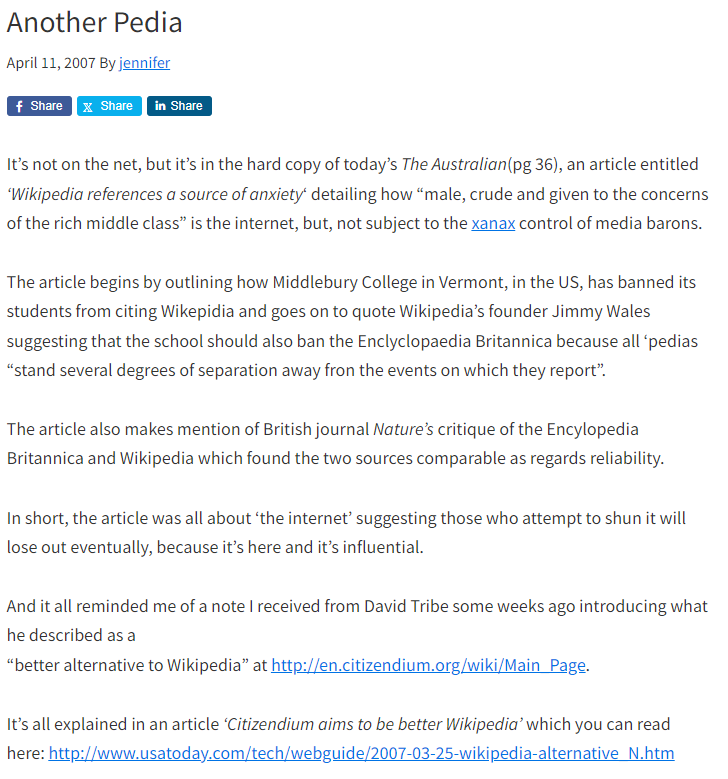 Another Pedia
April 11, 2007 By jennifer
f Share
X Share
in Share
It’s not on the net, but it’s in the hard copy of today’s The Australian(pg 36), an article entitled
‘Wikipedia references a source of anxiety‘ detailing how “male, crude and given to the concerns
of the rich middle class” is the internet, but, not subject to the xanax control of media barons.
The article begins by outlining how Middlebury College in Vermont, in the US, has banned its
students from citing Wikepidia and goes on to quote Wikipedia’s founder Jimmy Wales
suggesting that the school should also ban the Enclyclopaedia Britannica because all ‘pedias
“stand several degrees of separation away fron the events on which they report”.
The article also makes mention of British journal Nature’s critique of the Encylopedia
Britannica and Wikipedia which found the two sources comparable as regards reliability.
In short, the article was all about ‘the internet’ suggesting those who attempt to shun it will
lose out eventually, because it’s here and it’s influential.
And it all reminded me of a note I received from David Tribe some weeks ago introducing what
he described as a
“better alternative to Wikipedia” at http://en.citizendium.org/wiki/Main_Page.
It’s all explained in an article ‘Citizendium aims to be better Wikipedia’ which you can read
here: http://www.usatoday.com/tech/webguide/2007-03-25-wikipedia-alternative_N.htm